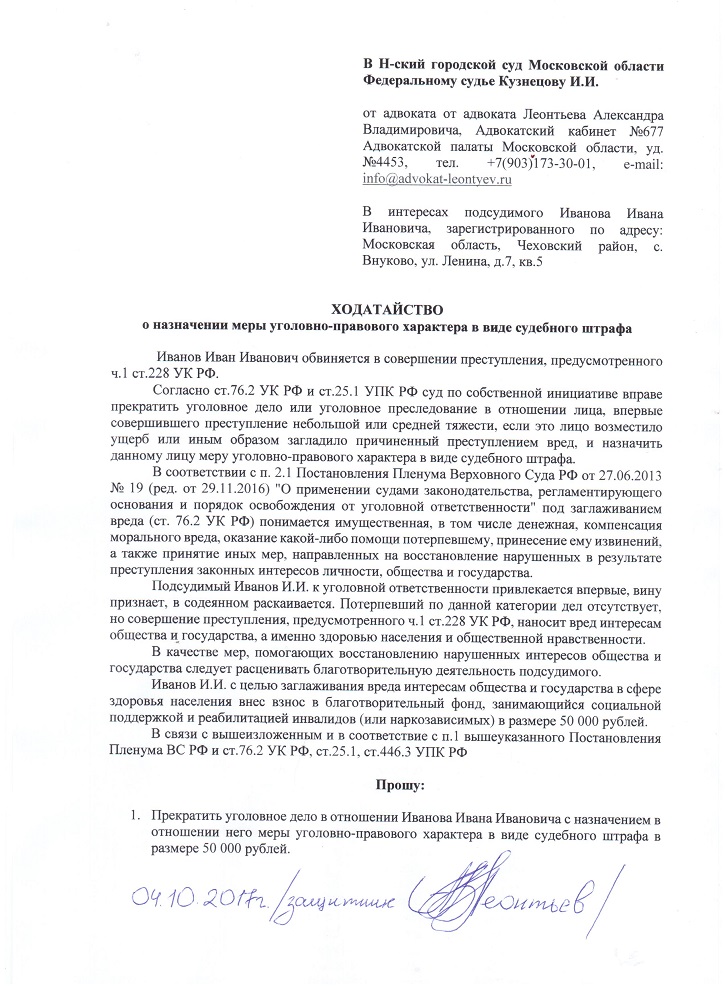 В Н-ский городской суд Московской области
Федеральному судье Кузнецову И.И.
от адвоката от адвоката Леонтьева Александра
Владимировича, Адвокатский кабинет №677
Адвокатской палаты Московской области, уд.
№4453, тел. +7(903)173-30-01, e-mail:
info@advokat-leontyev.ru
В интересах подсудимого Иванова Ивана
Ивановича, зарегистрированного по адресу:
Московская область, Чеховский район, с.
Внуково, ул. Ленина, д.7, кв.5
ХОДАТАЙСТВО
о назначении меры уголовно-правового характера в виде судебного штрафа
Иванов Иван Иванович обвиняется в совершении преступления, предусмотренного
ч.1 ст.228 УК РФ.
Согласно ст.76.2 УК РФ и ст.25.1 УПК РФ суд по собственной инициативе вправе
прекратить уголовное дело или уголовное преследование в отношении лица, впервые
совершившего преступление небольшой или средней тяжести, если это лицо возместило
ущерб или иным образом загладило причиненный преступлением вред, и назначить
данному лицу меру уголовно-правового характера в виде судебного штрафа.
В соответствии с п. 2.1 Постановления Пленума Верховного Суда РФ от 27.06.2013
№ 19 (ред. от 29.11.2016) "О применении судами законодательства, регламентирующего
основания и порядок освобождения от уголовной ответственности" под заглаживанием
вреда (ст. 76.2 УК РФ) понимается имущественная, в том числе денежная, компенсация
морального вреда, оказание какой-либо помощи потерпевшему, принесение ему извинений,
а также принятие иных мер, направленных на восстановление нарушенных в результате
преступления законных интересов личности, общества и государства.
Подсудимый Иванов И.И. к уголовной ответственности привлекается впервые, вину
признает, в содеянном раскаивается. Потерпевший по данной категории дел отсутствует,
но совершение преступления, предусмотренного ч.1 ст.228 УК РФ, наносит вред интересам
общества и государства, а именно здоровью населения и общественной нравственности.
В качестве мер, помогающих восстановлению нарушенных интересов общества и
государства следует расценивать благотворительную деятельность подсудимого.
Иванов И.И. с целью заглаживания вреда интересам общества и государства в сфере
здоровья населения внес взнос в благотворительный фонд, занимающийся социальной
поддержкой и реабилитацией инвалидов (или наркозависимых) в размере 50 000 рублей.
В связи с вышеизложенным и в соответствие с п.1 вышеуказанного Постановления
Пленума ВС РФ и ст.76.2 УК РФ, ст.25.1, ст.446.3 УПК РФ
Прошу:
1. Прекратить уголовное дело в отношении Иванова Ивана Ивановича с назначением в
отношении него меры уголовно-правового характера в виде судебного штрафа в
размере 50 000 рублей.
04.10.2017г. /защитник Леонтьев/